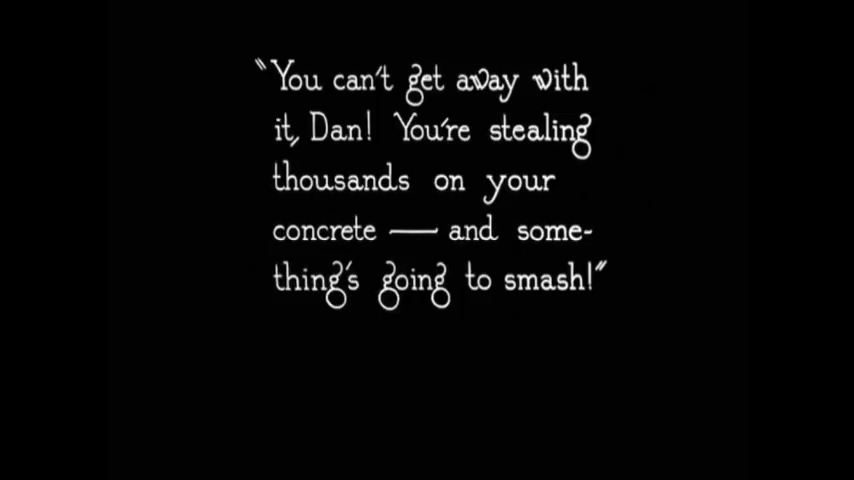 "You can't get away with
it, Dan! You're stealing
thousands on your
concrete — and some-
thing's going to smash!"